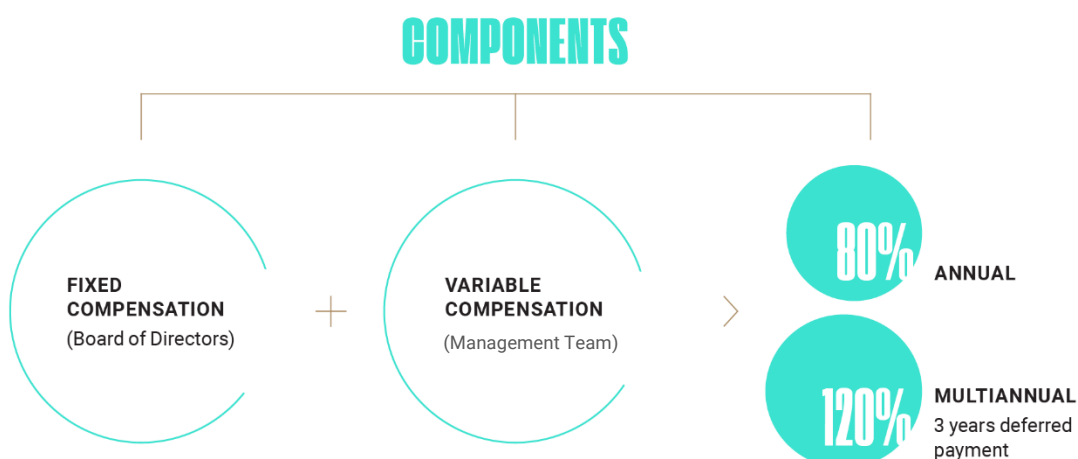 COMPONENTS
FIXED
COMPENSATION
(Board of Directors)
+
VARIABLE
COMPENSATION
(Management Team)
80%
ANNUAL
120%
MULTIANNUAL
3 years deferred
payment